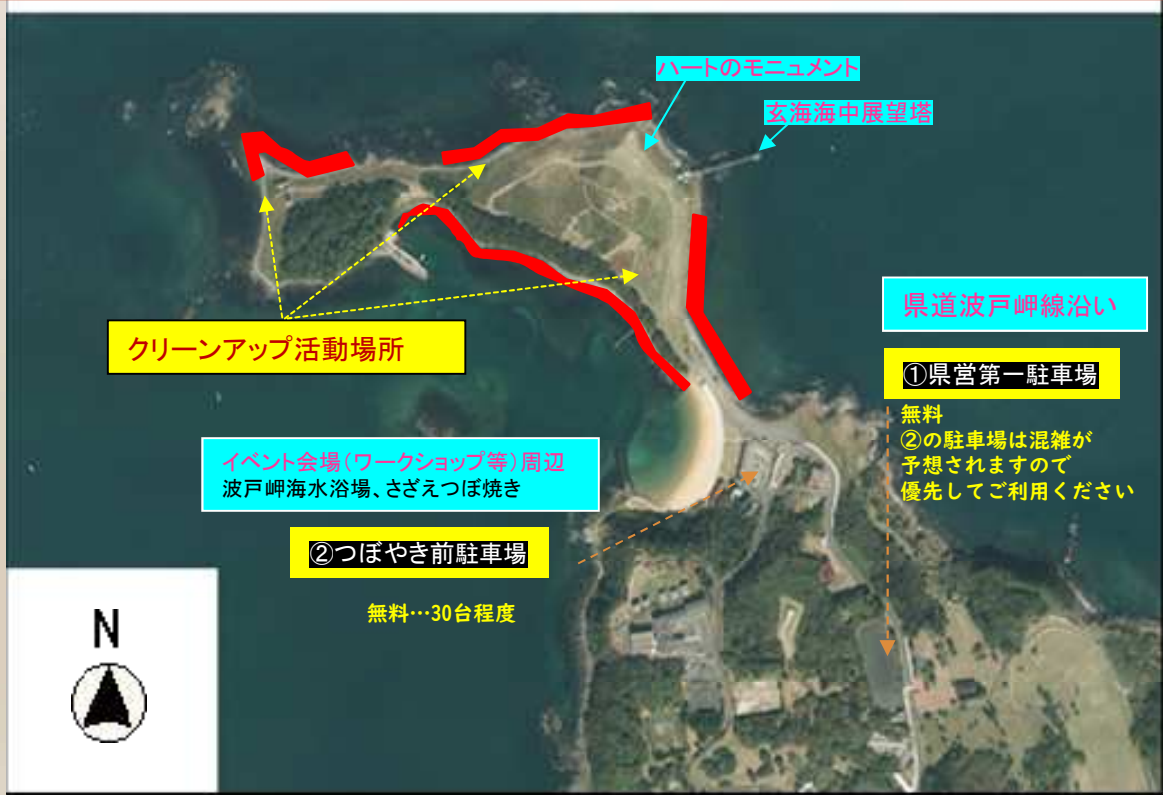 ハートのモニュメント
玄海海中展望塔
クリーンアップ活動場所
県道波戸岬線沿い
①県営第一駐車場
無料
②の駐車場は混雑が
予想されますので
優先してご利用ください
イベント会場(ワークショップ等)周辺
波戸岬海水浴場、さざえつぼ焼き
②つぼやき前駐車場
無料…30台程度
N